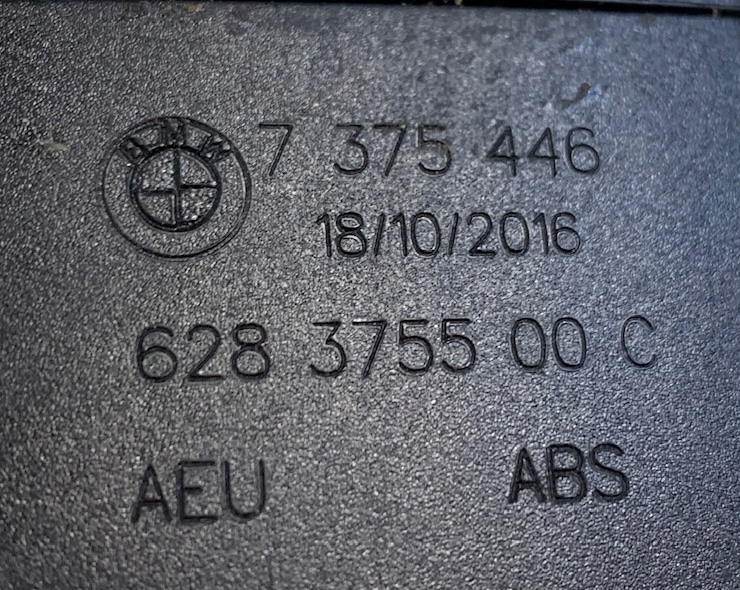 BMW 7 375 446
18/10/2016
628 3755 00 C
AEU ABS